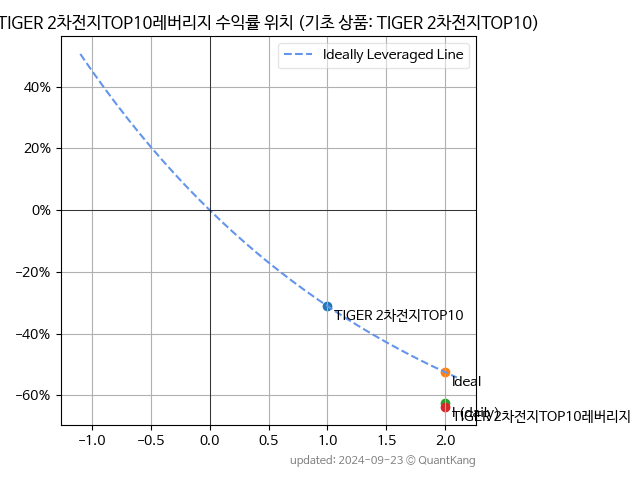 TIGER 2차전지TOP10레버리지 수익률 위치 (기초 상품: TIGER 2차전지TOP10)
Ideally Leveraged Line
40%
20%
0%
-20%
-40%
-60%
TIGER 2차전지TOP10
Ideal
TIGER 2차전지TOP10레버리지
-1.0 -0.5 0.0 0.5 1.0 1.5 2.0
updated: 2024-09-23 © QuantKang